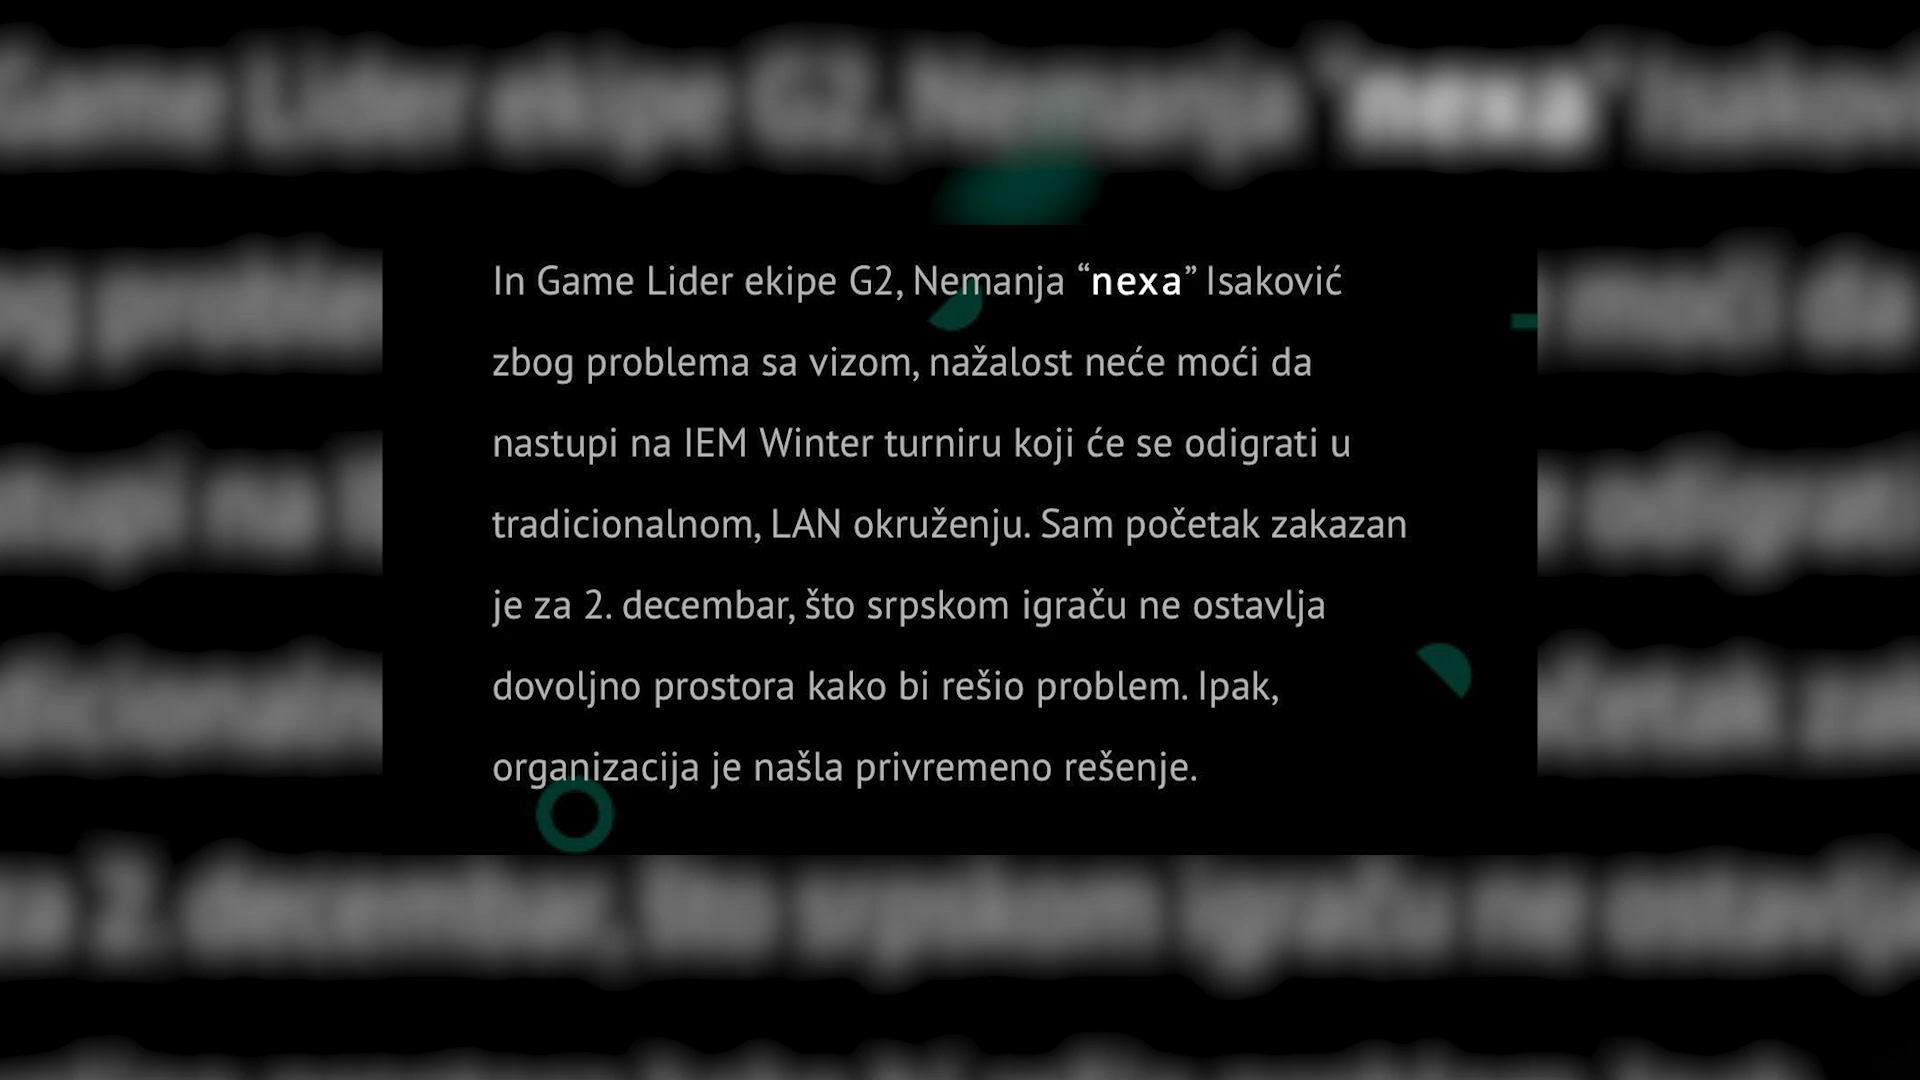 In Game Lider ekipe G2, Nemanja “nexa” Isaković
zbog problema sa vizom, nažalost neće moći da
nastupi na IEM Winter turniru koji će se odigrati u
tradicionalnom, LAN okruženju. Sam početak zakazan
je za 2. decembar, što srpskom igraču ne ostavlja
dovoljno prostora kako bi rešio problem. Ipak,
organizacija je našla privremeno rešenje.